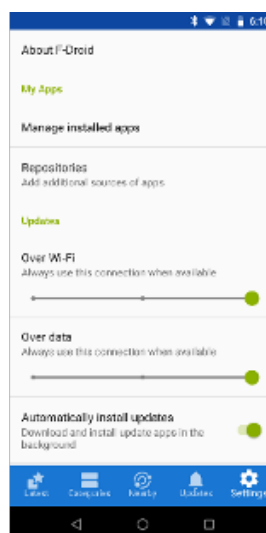 6:10
About F-Droid
My Apps
Manage installed apps
Repositories
Add additional sources of apps
Updates
Over Wi-Fi
Always use this connection when available
Over data
Always use this connection when available
Automatically install updates
Download and install update apps in the
background
Latest Categories Nearby Updates Settings